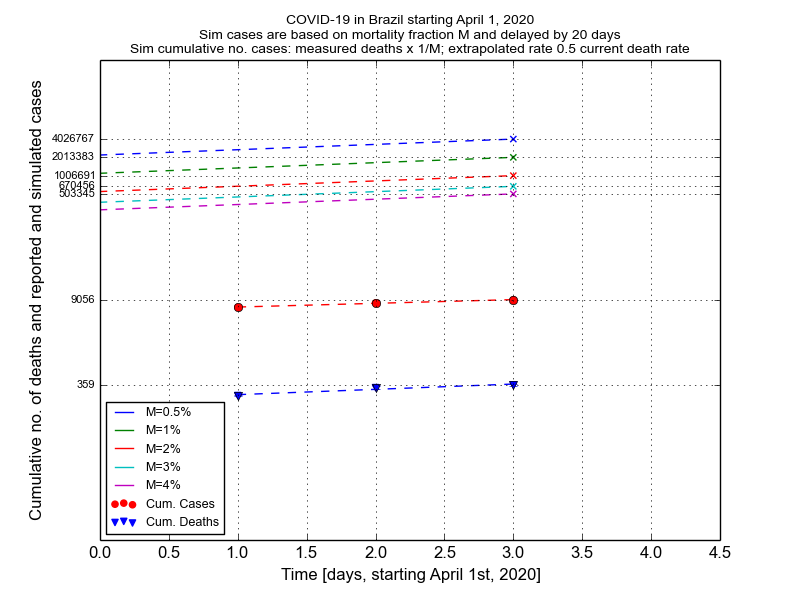 COVID-19 in Brazil starting April 1, 2020
Sim cases are based on mortality fraction M and delayed by 20 days
Sim cumulative no. cases: measured deaths x 1/M; extrapolated rate 0.5 current death rate
Cumulative no. of deaths and reported and simulated cases
4026767
2013383
1006691
670456
503345
9056
359
M=0.5%
M=1%
M=2%
M=3%
M=4%
Cum. Cases
Cum. Deaths
0.0 0.5 1.0 1.5 2.0 2.5 3.0 3.5 4.0 4.5
Time [days, starting April 1st, 2020]